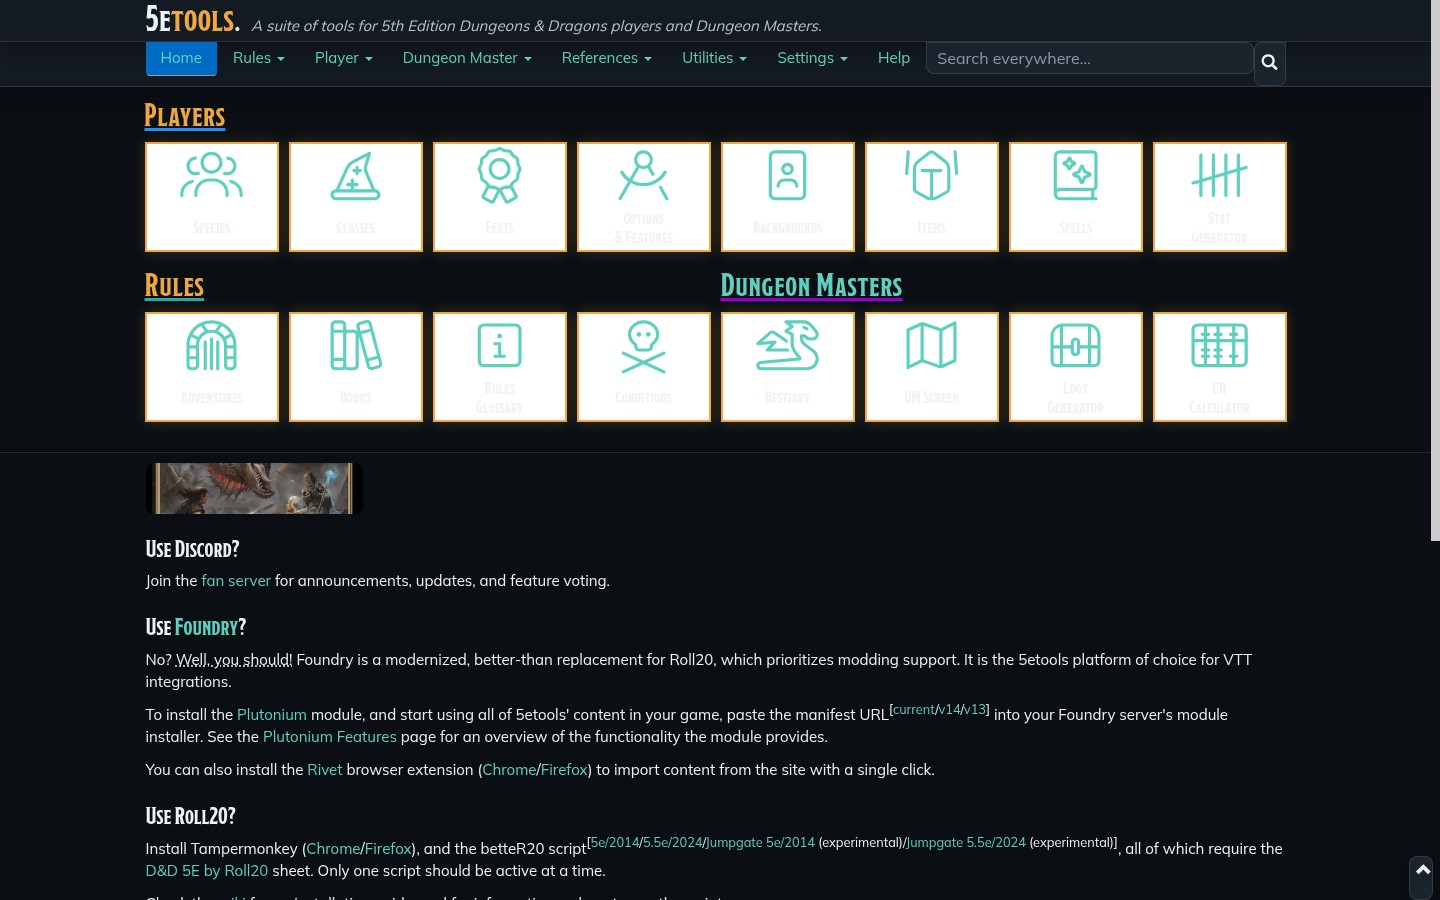 5ETOOLS. A suite of tools for 5th Edition Dungeons & Dragons players and Dungeon Masters.
Home Rules Player Dungeon Master References Utilities Settings Help Search everywhere...
PLAYERS
SPECIES CLASSES FEATS OPTIONS & FEATURES BACKGROUNDS ITEMS SPELLS STAT GENERATOR
RULES DUNGEON MASTERS
ADVENTURES BOOKS RULES GLOSSARY CONDITIONS BESTIARY DM SCREEN LOOT GENERATOR CR CALCULATOR
USE DISCORD?
Join the fan server for announcements, updates, and feature voting.
USE FOUNDRY?
No? Well, you should! Foundry is a modernized, better-than replacement for Roll20, which prioritizes modding support. It is the 5etools platform of choice for VTT
integrations.
To install the Plutonium module, and start using all of 5etools' content in your game, paste the manifest URL[current/v14/v13] into your Foundry server's module
installer. See the Plutonium Features page for an overview of the functionality the module provides.
You can also install the Rivet browser extension (Chrome/Firefox) to import content from the site with a single click.
USE ROLL20?
Install Tampermonkey (Chrome/Firefox), and the betteR20 script[5e/2014/5.5e/2024/Jumpgate 5e/2014 (experimental)/Jumpgate 5.5e/2024 (experimental)], all of which require the
D&D 5E by Roll20 sheet. Only one script should be active at a time.